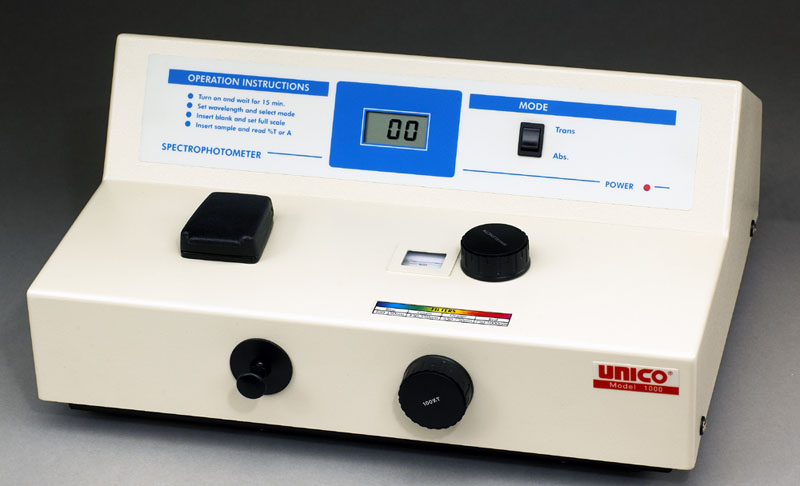 OPERATION INSTRUCTIONS
Turn on and wait for 15 min.
Set wavelength and select mode
Insert blank and set full scale
Insert sample and read %T or A
SPECTROPHOTOMETER
00
MODE
Trans
Abs.
POWER
FILTERS
100%T
UNICO®
Model 1000